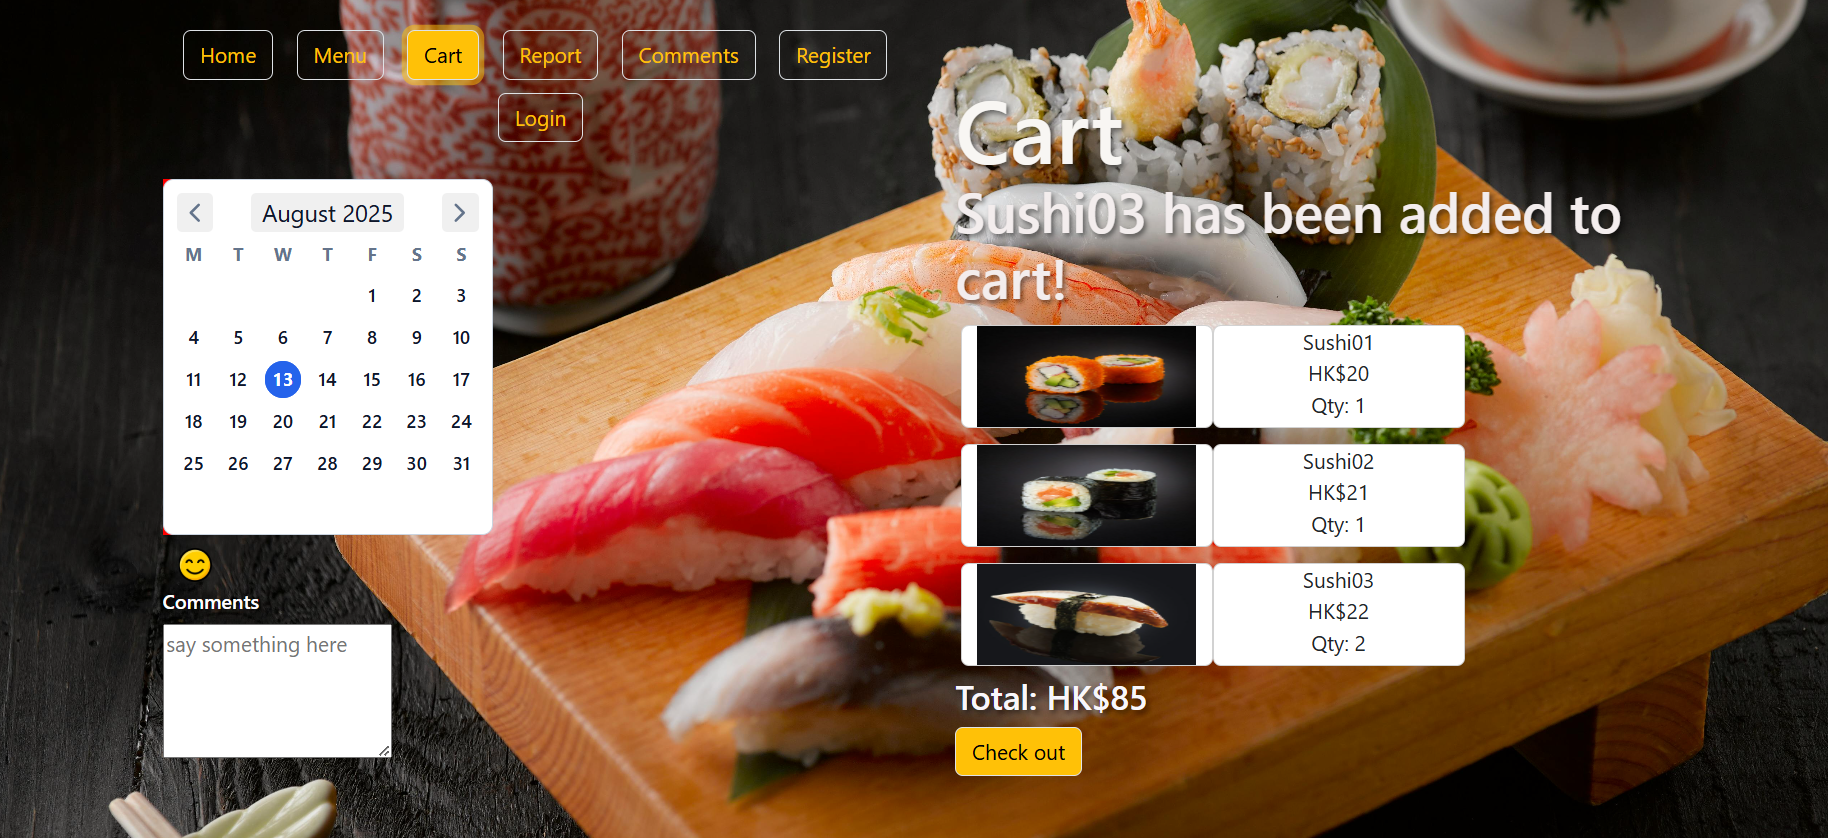 Home Menu Cart Report Comments Register
Login
August 2025
M T W T F S S
1 2 3
4 5 6 7 8 9 10
11 12 13 14 15 16 17
18 19 20 21 22 23 24
25 26 27 28 29 30 31
Comments
say something here
Cart
Sushi03 has been added to
cart!
Sushi01
HK$20
Qty: 1
Sushi02
HK$21
Qty: 1
Sushi03
HK$22
Qty: 2
Total: HK$85
Check out